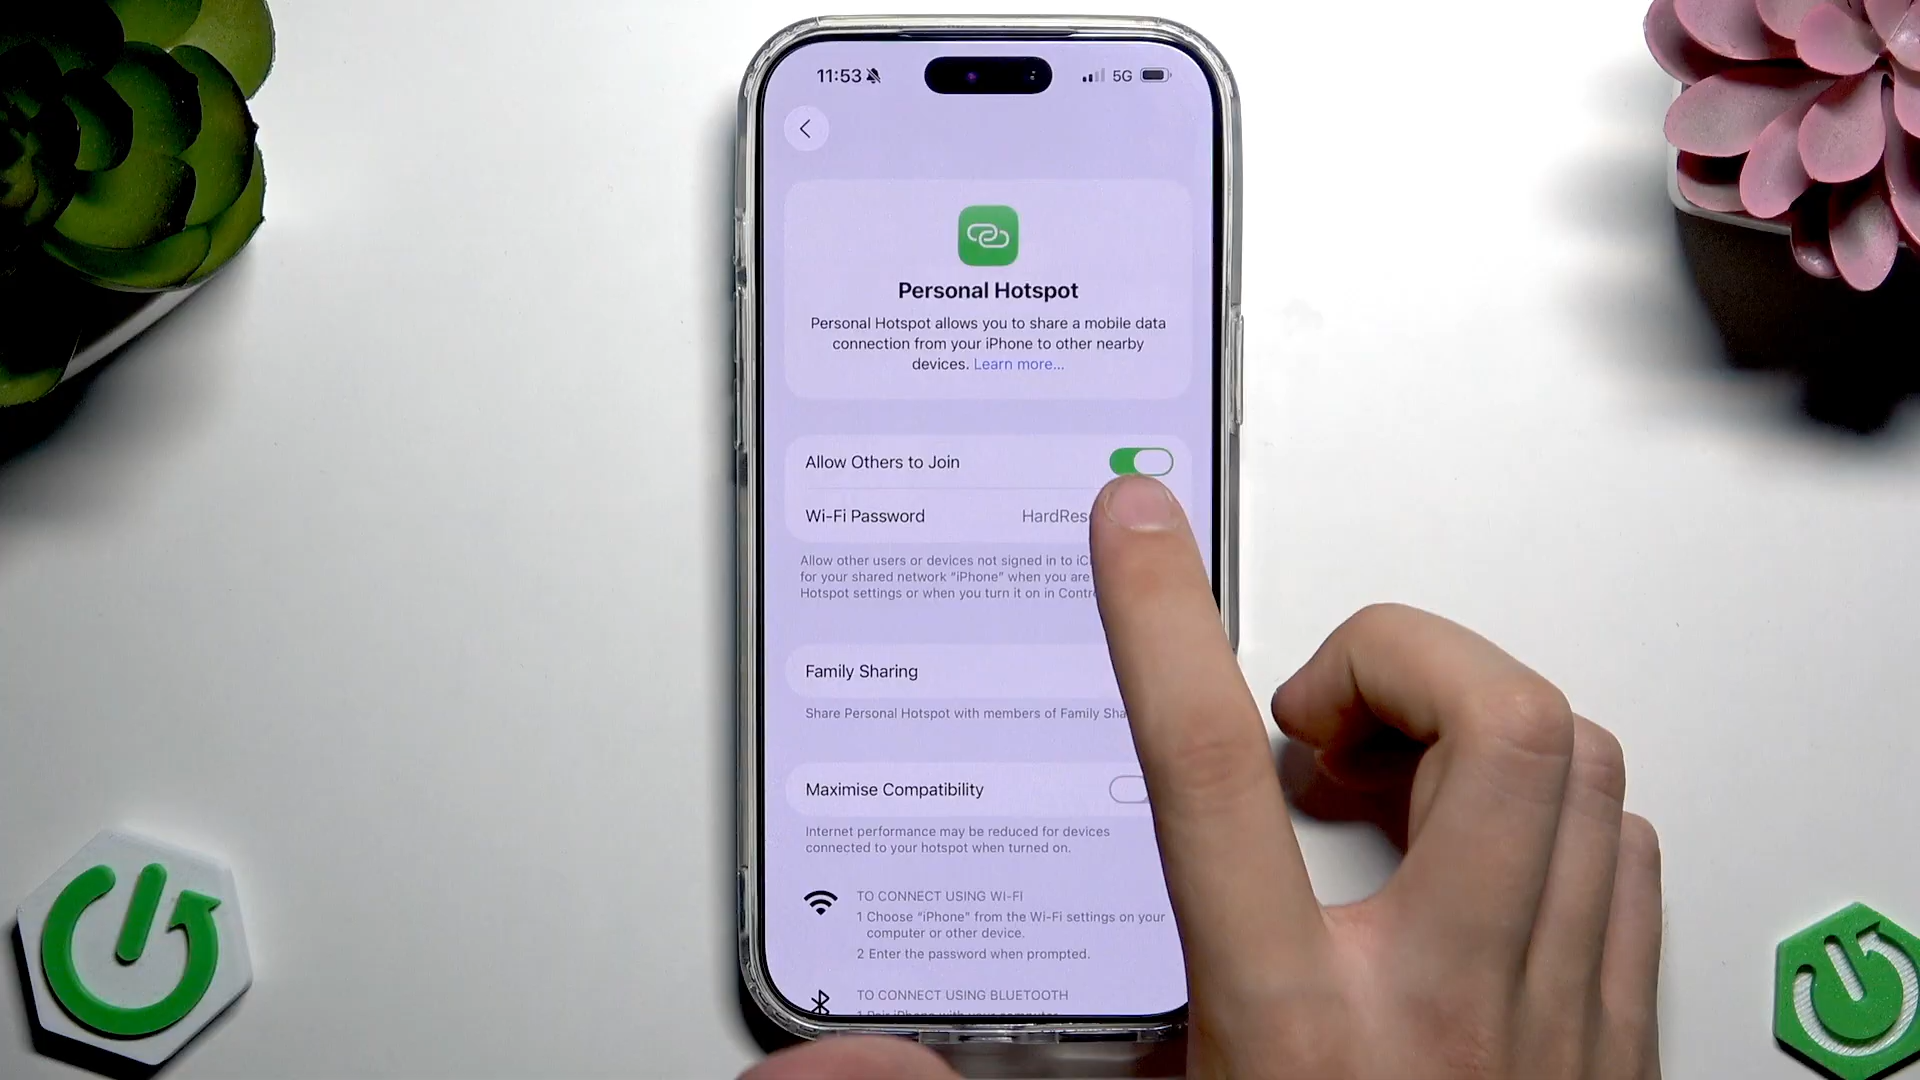 11:53
5G
Personal Hotspot
Personal Hotspot allows you to share a mobile data
connection from your iPhone to other nearby
devices. Learn more...
Allow Others to Join
Wi-Fi Password HardRes
Allow other users or devices not signed in to
for your shared network “iPhone” when you are
Hotspot settings or when you turn it on in
Family Sharing
Share Personal Hotspot with members of Family
Maximise Compatibility
Internet performance may be reduced for devices
connected to your hotspot when turned on.
TO CONNECT USING WI-FI
1 Choose “iPhone” from the Wi-Fi settings on your
computer or other device.
2 Enter the password when prompted.
TO CONNECT USING BLUETOOTH